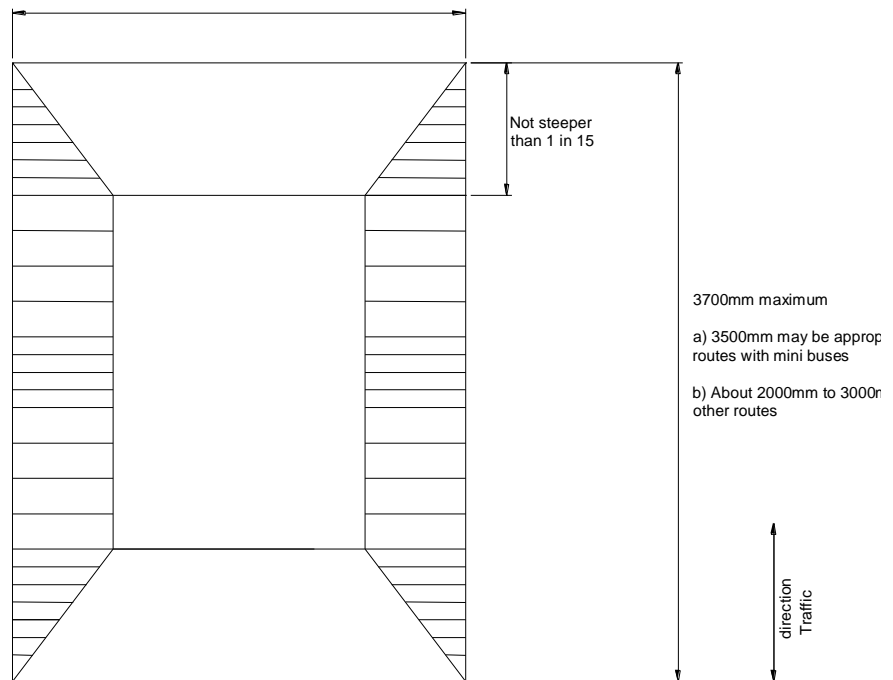 Not steeper
than 1 in 15
3700mm maximum
a) 3500mm may be approp
routes with mini buses
b) About 2000mm to 3000m
other routes
direction
Traffic